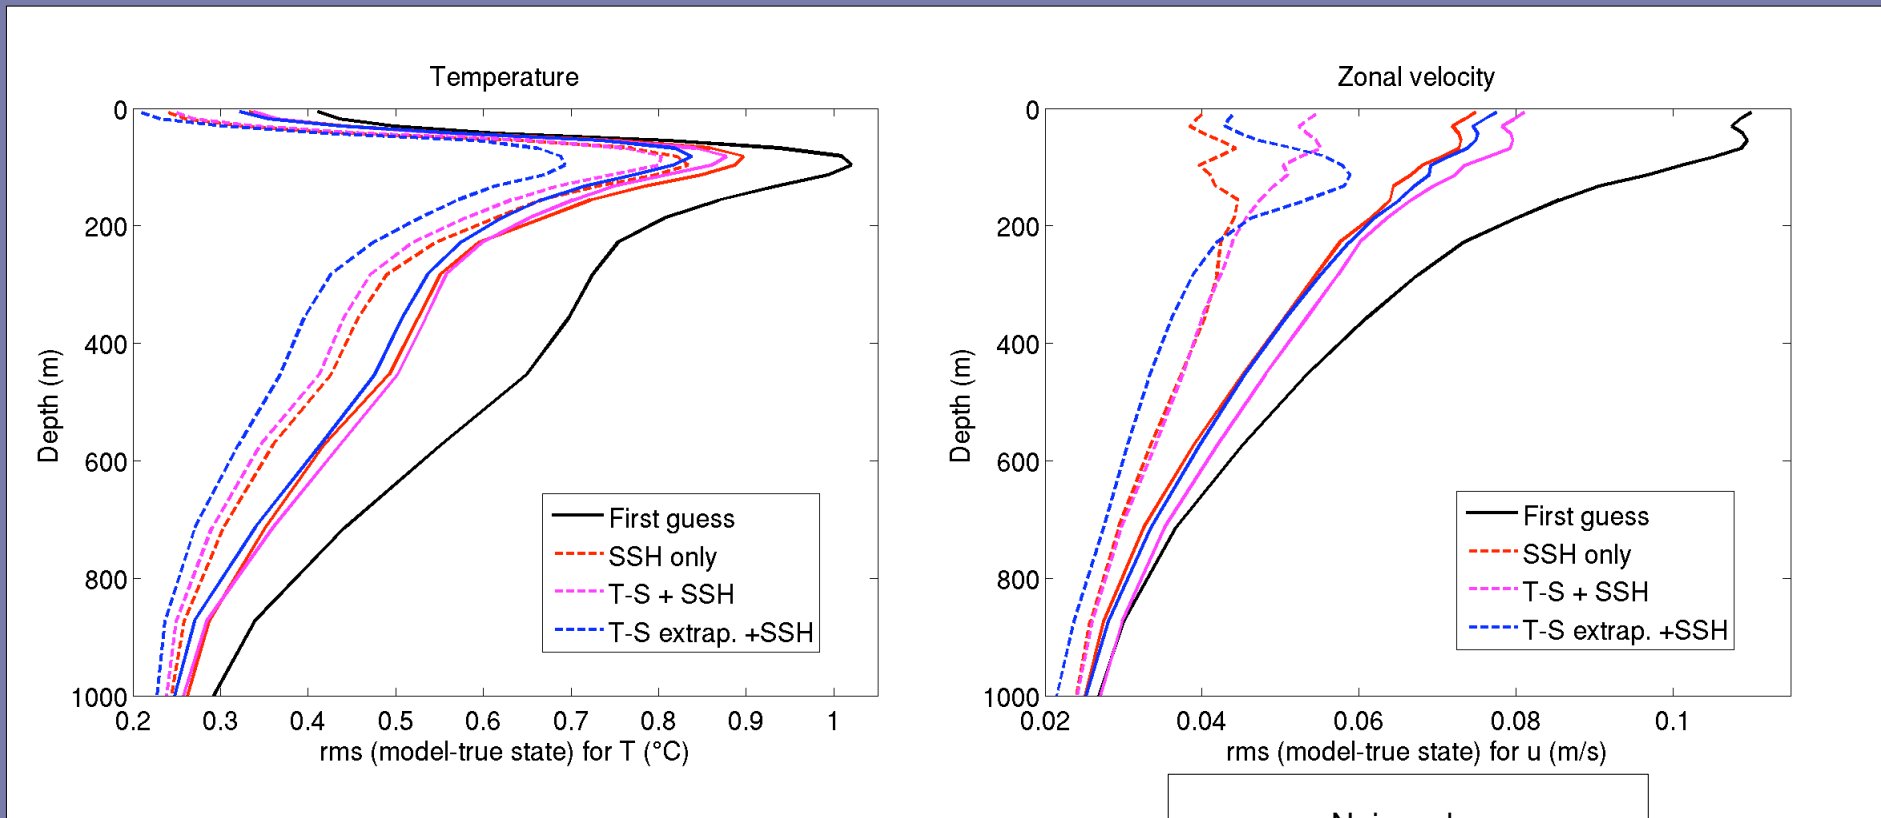 Temperature
0
200
400
600
800
1000
Depth (m)
0.2 0.3 0.4 0.5 0.6 0.7 0.8 0.9 1
rms (model-true state) for T (°C)
First guess
SSH only
T-S + SSH
T-S extrap. +SSH
Zonal velocity
0
200
400
600
800
1000
Depth (m)
0.02 0.04 0.06 0.08 0.1
rms (model-true state) for u (m/s)
First guess
SSH only
T-S + SSH
T-S extrap. +SSH